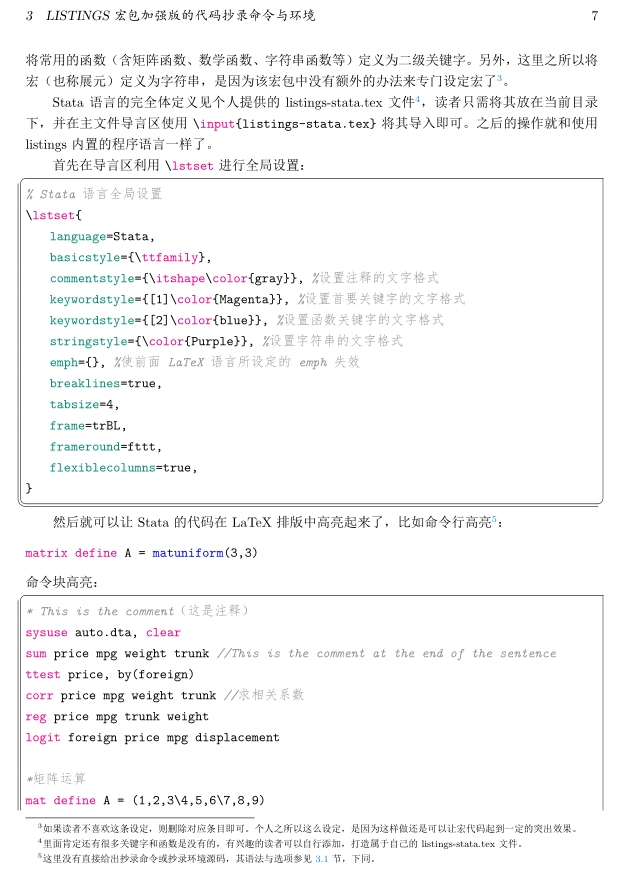 3 LISTINGS 宏包加强版的代码抄录命令与环境 7
将常用的函数（含矩阵函数、数学函数、字符串函数等）定义为二级关键字。另外，这里之所以将
宏（也称展元）定义为字符串，是因为该宏包中没有额外的办法来专门设定宏了3。
Stata 语言的完全体定义见个人提供的 listings-stata.tex 文件4，读者只需将其放在当前目录
下，并在主文件导言区使用 \input{listings-stata.tex} 将其导入即可。之后的操作就和使用
listings 内置的程序语言一样了。
首先在导言区利用 \lstset 进行全局设置：
% Stata 语言全局设置
\lstset{
language=Stata,
basicstyle={\ttfamily},
commentstyle={\itshape\color{gray}}, %设置注释的文字格式
keywordstyle={[1]\color{Magenta}}, %设置首要关键字的文字格式
keywordstyle={[2]\color{blue}}, %设置函数关键字的文字格式
stringstyle={\color{Purple}}, %设置字符串的文字格式
emph={}, %使前面 LaTeX 语言所设定的 emph 失效
breaklines=true,
tabsize=4,
frame=trBL,
frameround=fttt,
flexiblecolumns=true,
}
然后就可以让 Stata 的代码在 LaTeX 排版中高亮起来了，比如命令行高亮5：
matrix define A = matuniform(3,3)
命令块高亮：
* This is the comment（这是注释）
sysuse auto.dta, clear
sum price mpg weight trunk //This is the comment at the end of the sentence
ttest price, by(foreign)
corr price mpg weight trunk //求相关系数
reg price mpg trunk weight
logit foreign price mpg displacement
*矩阵运算
mat define A = (1,2,3\4,5,6\7,8,9)
3如果读者不喜欢这条设定，则删除对应条目即可。个人之所以这么设定，是因为这样做还是可以让宏代码起到一定的突出效果。
4里面肯定还有很多关键字和函数是没有的，有兴趣的读者可以自行添加，打造属于自己的 listings-stata.tex 文件。
5这里没有直接给出抄录命令或抄录环境源码，其语法与选项参见 3.1 节，下同。